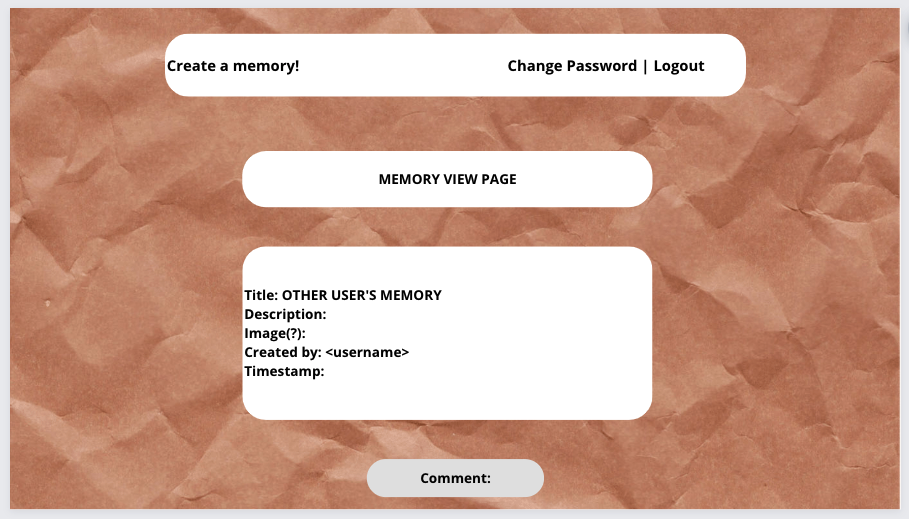 Create a memory! Change Password | Logout
MEMORY VIEW PAGE
Title: OTHER USER'S MEMORY
Description:
Image(?):
Created by: <username>
Timestamp:
Comment: